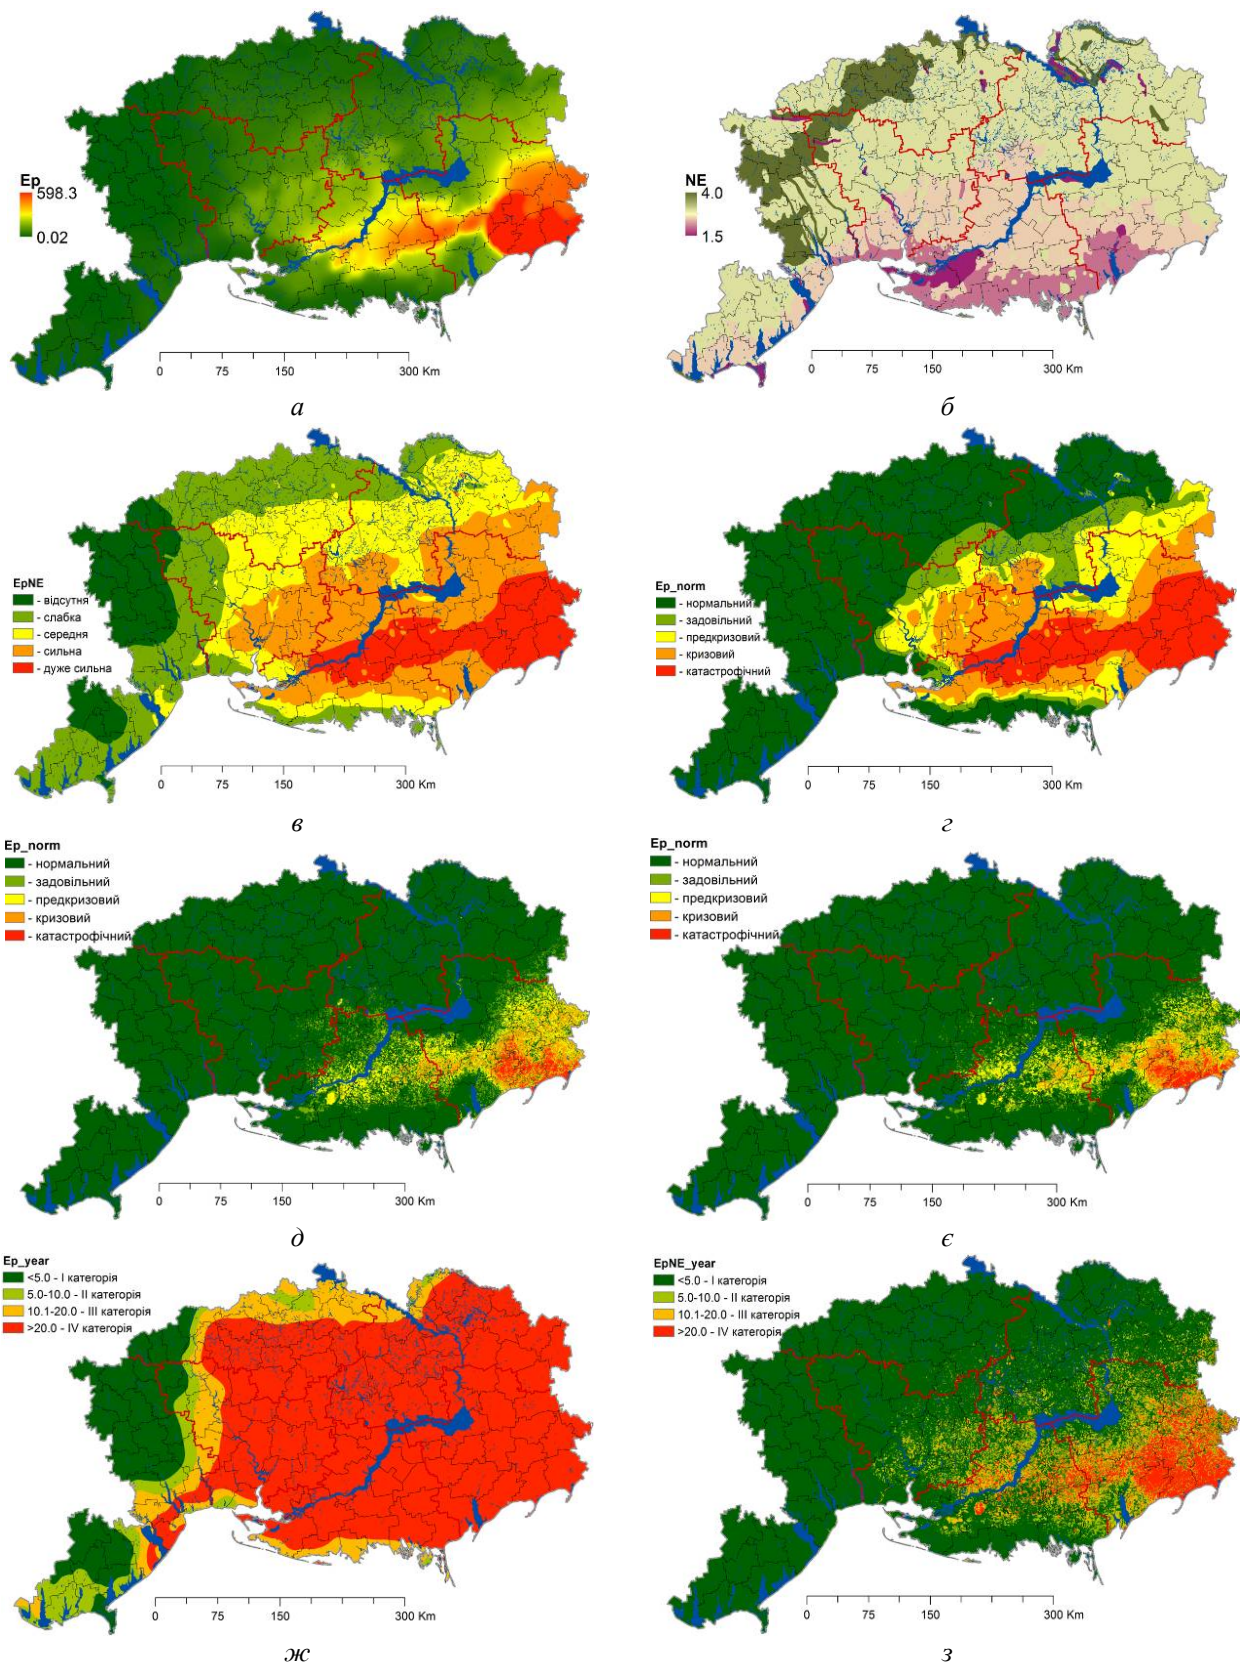 Ep
598.3
0.02
0 75 150 300 Km
а
NE
4.0
1.5
0 75 150 300 Km
б
EpNE
- відсутня
- слабка
- середня
- сильна
- дуже сильна
0 75 150 300 Km
в
Ep_norm
- нормальний
- задовільний
- предкризовий
- кризовий
- катастрофічний
0 75 150 300 Km
г
Ep_norm
- нормальний
- задовільний
- предкризовий
- кризовий
- катастрофічний
0 75 150 300 Km
д
Ep_norm
- нормальний
- задовільний
- предкризовий
- кризовий
- катастрофічний
0 75 150 300 Km
є
Ep_year
<5.0 - I категорія
5.0-10.0 - II категорія
10.1-20.0 - III категорія
>20.0 - IV категорія
0 75 150 300 Km
ж
EpNE_year
<5.0 - I категорія
5.0-10.0 - II категорія
10.1-20.0 - III категорія
>20.0 - IV категорія
0 75 150 300 Km
з